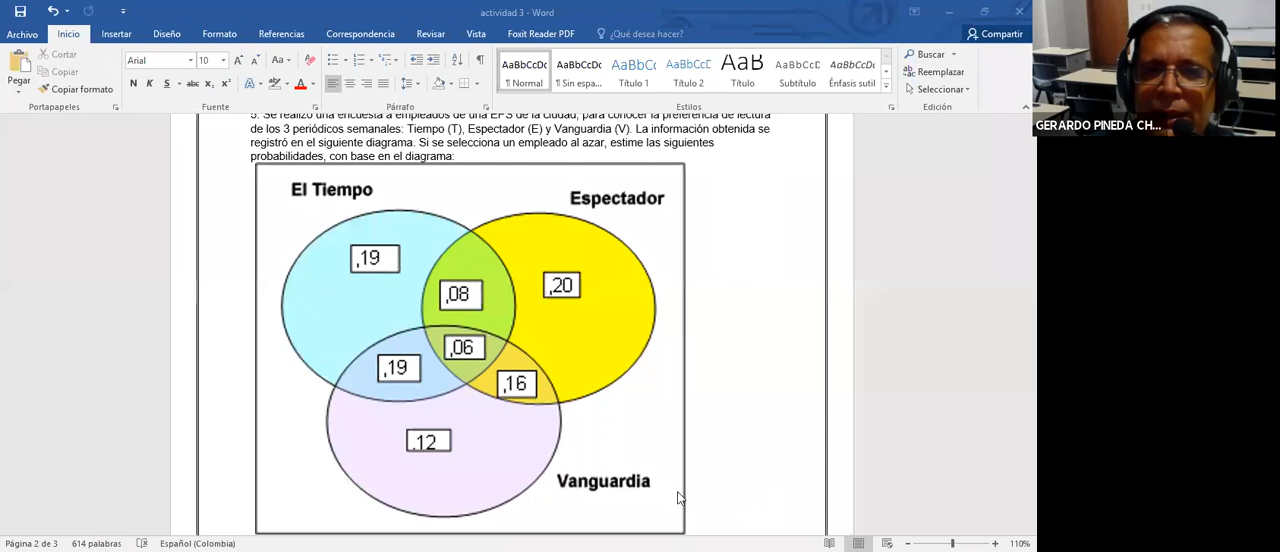 actividad 3 - Word
Archivo Inicio Insertar Diseño Formato Referencias Correspondencia Revisar Vista Foxit Reader PDF ¿Qué desea hacer? Compartir
Pegar
Cortar
Copiar
Copiar formato
Portapapeles
Arial 10
Fuente
Párrafo
AaBbCcDc AaBbCcDc AaBbCc AaBbCcD AaB AaBbCcD AaBbCcDc
¶ Normal ¶ Sin espa... Título 1 Título 2 Título Subtítulo Énfasis sutil
Estilos
Buscar
Reemplazar
Seleccionar
Edición
GERARDO PINEDA CH...
5. Se realizó una encuesta a empleados de una EPS de la ciudad, para conocer la preferencia de lectura
de los 3 periódicos semanales: Tiempo (T), Espectador (E) y Vanguardia (V). La información obtenida se
registró en el siguiente diagrama. Si se selecciona un empleado al azar, estime las siguientes
probabilidades, con base en el diagrama:
El Tiempo
Espectador
,19
,08
,20
,06
,19
,16
,12
Vanguardia
Página 2 de 3 614 palabras Español (Colombia) 110%